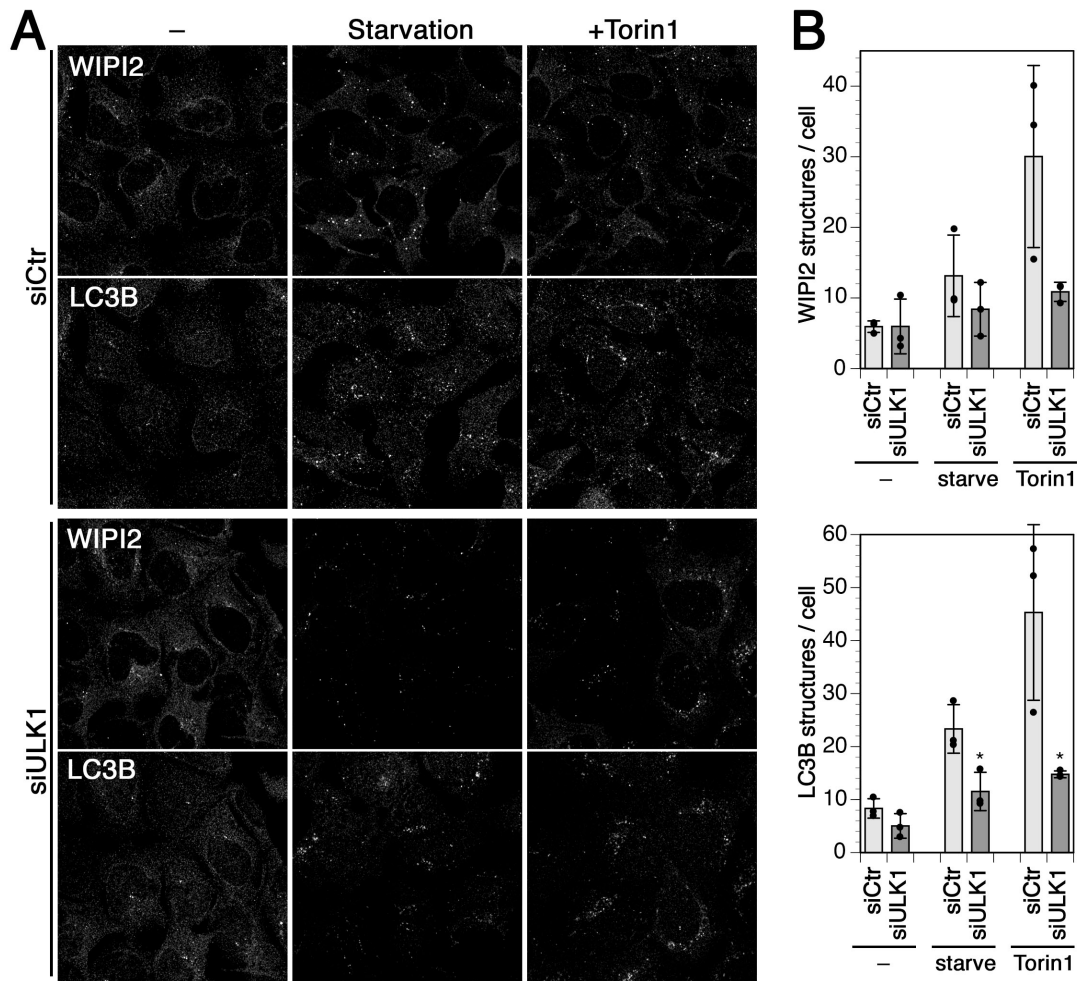 A
–
Starvation
+Torin1
siCtr
WIPI2
LC3B
siULK1
WIPI2
LC3B
B
WIPI2 structures / cell
40
30
20
10
0
siCtr
siULK1
siCtr
siULK1
siCtr
siULK1
–
starve
Torin1
LC3B structures / cell
60
50
40
30
20
10
0
*
*
siCtr
siULK1
siCtr
siULK1
siCtr
siULK1
–
starve
Torin1